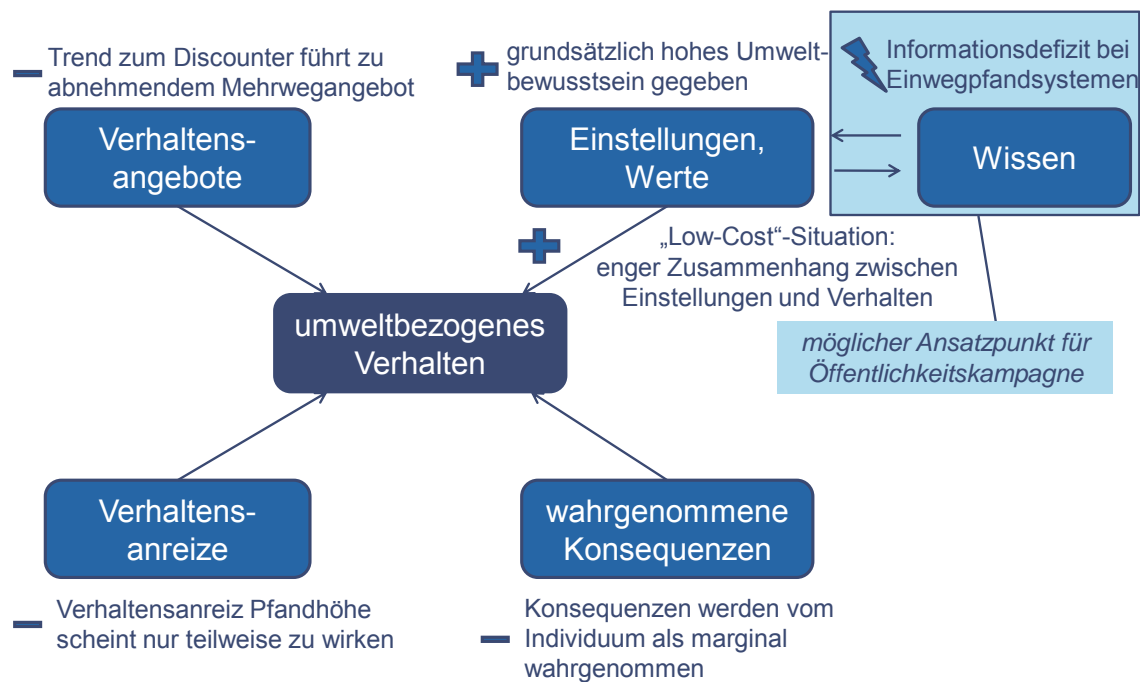 Trend zum Discounter führt zu
abnehmendem Mehrwegangebot
Verhaltens-
angebote
grundsätzlich hohes Umwelt-
bewusstsein gegeben
Einstellungen,
Werte
Informationsdefizit bei
Einwegpfandsystemen
Wissen
„Low-Cost“-Situation:
enger Zusammenhang zwischen
Einstellungen und Verhalten
umweltbezogenes
Verhalten
möglicher Ansatzpunkt für
Öffentlichkeitskampagne
Verhaltens-
anreize
Verhaltensanreiz Pfandhöhe
scheint nur teilweise zu wirken
wahrgenommene
Konsequenzen
Konsequenzen werden vom
Individuum als marginal
wahrgenommen